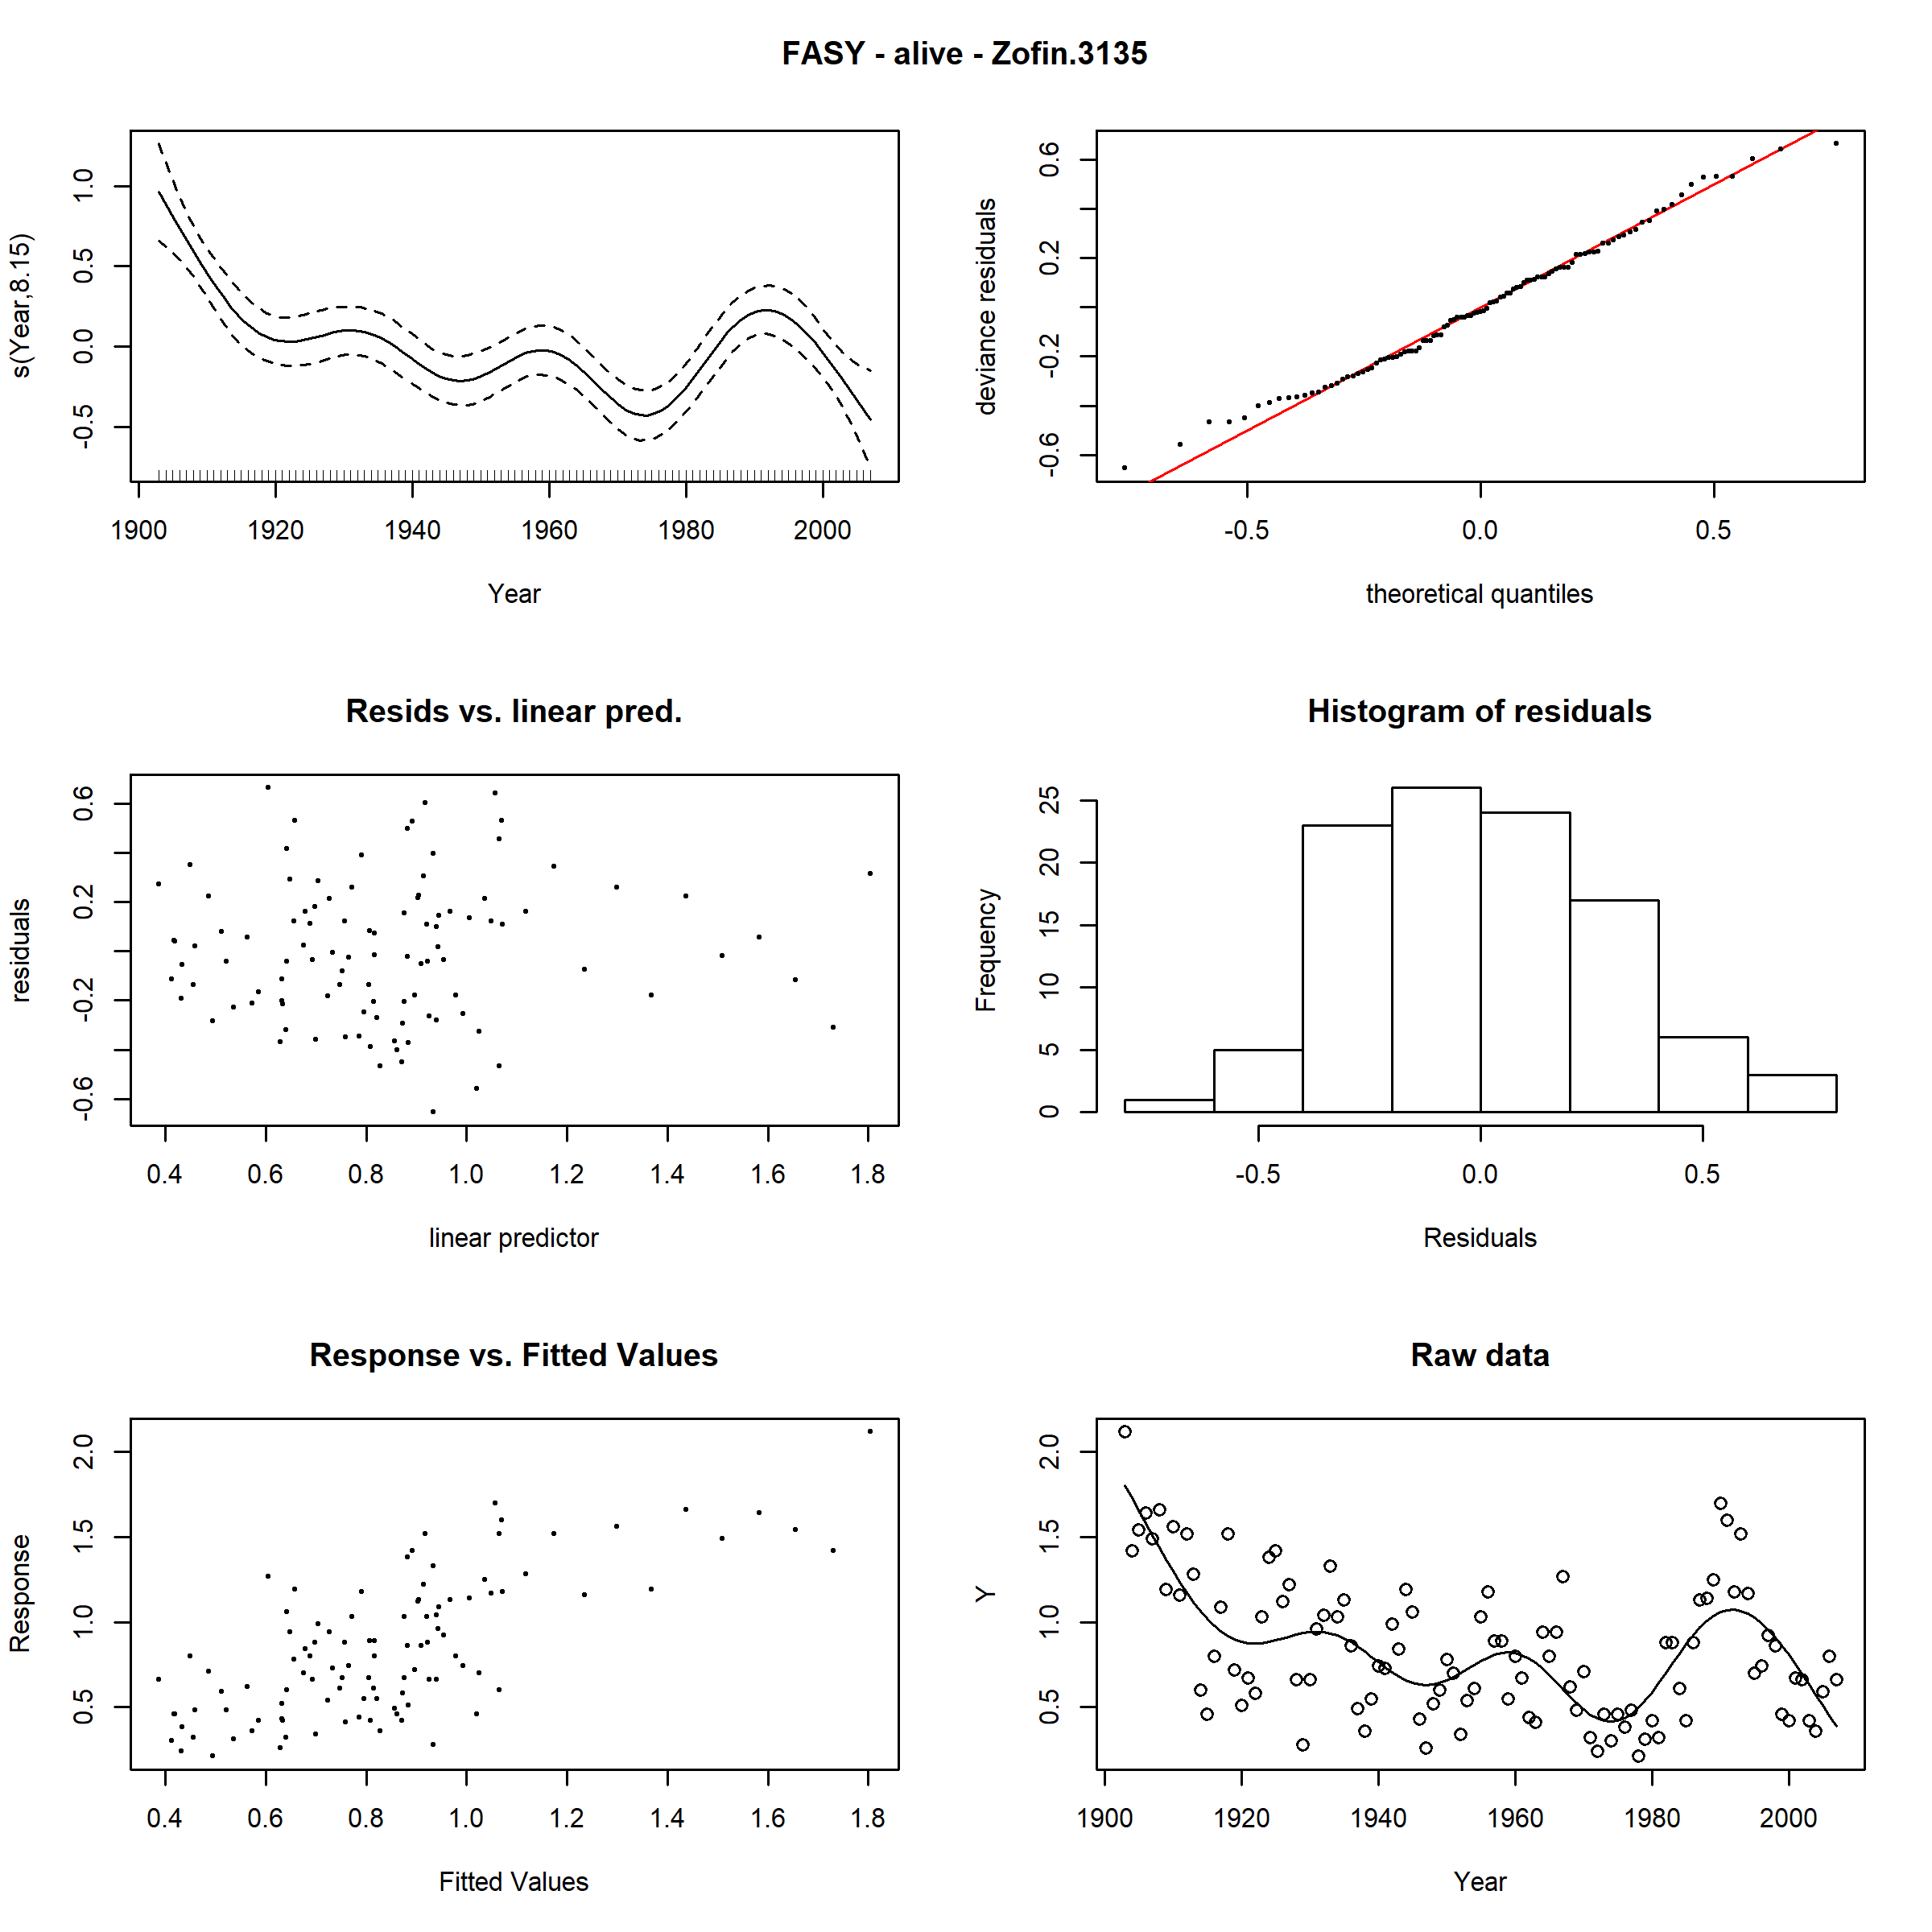 FASY - alive - Zofin.3135
s(Year,8.15)
1.0
0.5
0.0
-0.5
1900 1920 1940 1960 1980 2000
Year
deviance residuals
0.6
0.2
-0.2
-0.6
-0.5 0.0 0.5
theoretical quantiles
Resids vs. linear pred.
residuals
0.6
0.2
-0.2
-0.6
0.4 0.6 0.8 1.0 1.2 1.4 1.6 1.8
linear predictor
Histogram of residuals
Frequency
25
20
15
10
5
0
-0.5 0.0 0.5
Residuals
Response vs. Fitted Values
Response
2.0
1.5
1.0
0.5
0.4 0.6 0.8 1.0 1.2 1.4 1.6 1.8
Fitted Values
Raw data
Y
2.0
1.5
1.0
0.5
1900 1920 1940 1960 1980 2000
Year